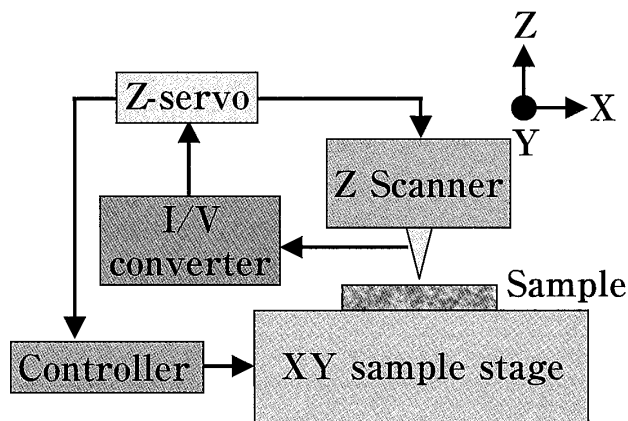 Z
Z-servo
X
Y
Z Scanner
I/V
converter
Sample
Controller
XY sample stage